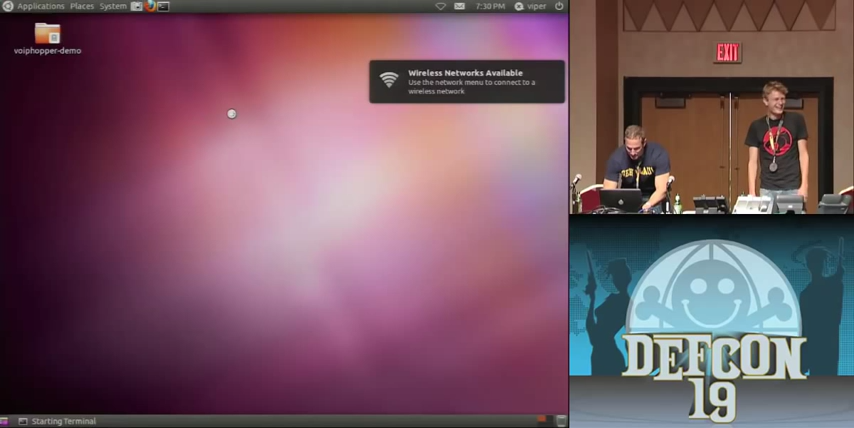 Applications Places System
7:30 PM
viper
voiphopper-demo
Wireless Networks Available
Use the network menu to connect to a
wireless network
Starting Terminal
EXIT
DEFCON
19